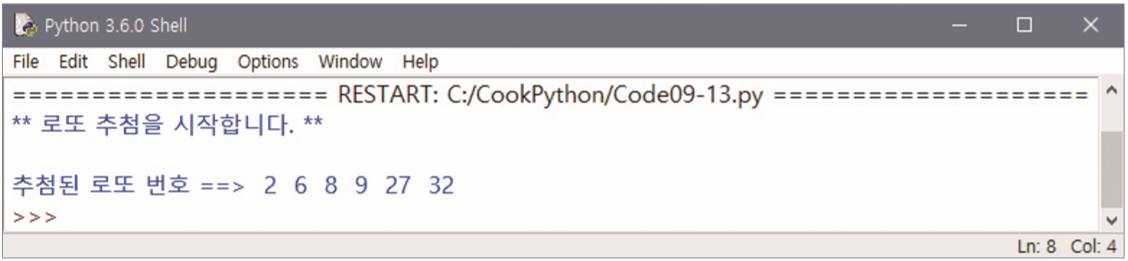 Python 3.6.0 Shell
File Edit Shell Debug Options Window Help
==================== RESTART: C:/CookPython/Code09-13.py ====================
** 로또 추첨을 시작합니다. **
추첨된 로또 번호 ==> 2 6 8 9 27 32
>>>
Ln: 8 Col: 4